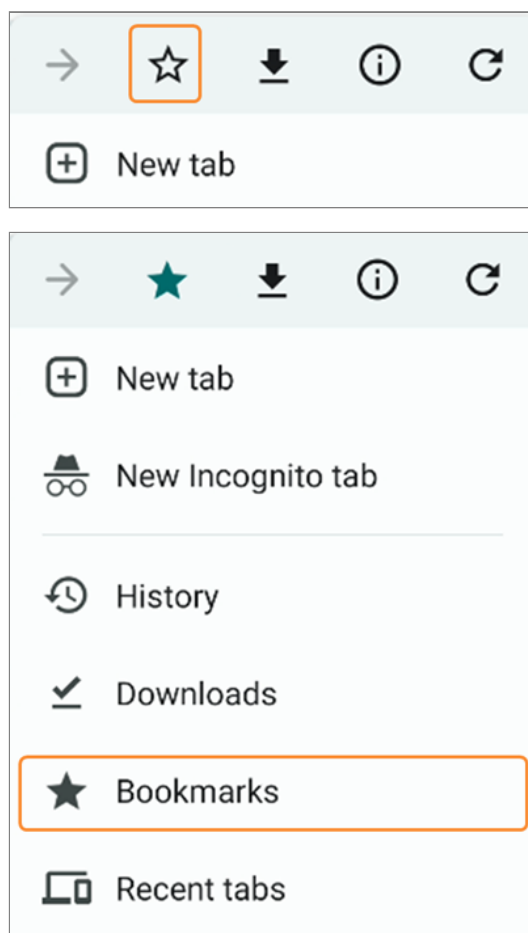 New tab
New tab
New Incognito tab
History
Downloads
Bookmarks
Recent tabs